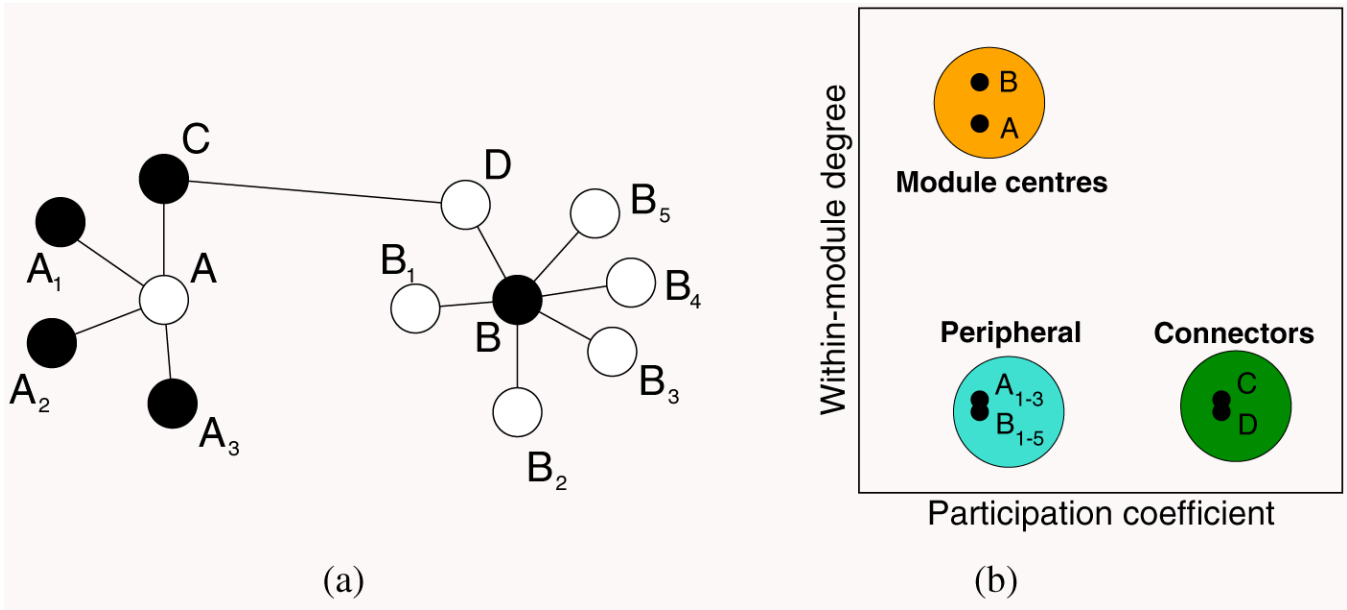 C
D
A₁
A
B₅
B₁
B₄
A₂
B
B₃
A₃
B₂
(a)
Within-module degree
B
A
Module centres
Peripheral
Connectors
A₁₋₃
B₁₋₅
C
D
Participation coefficient
(b)